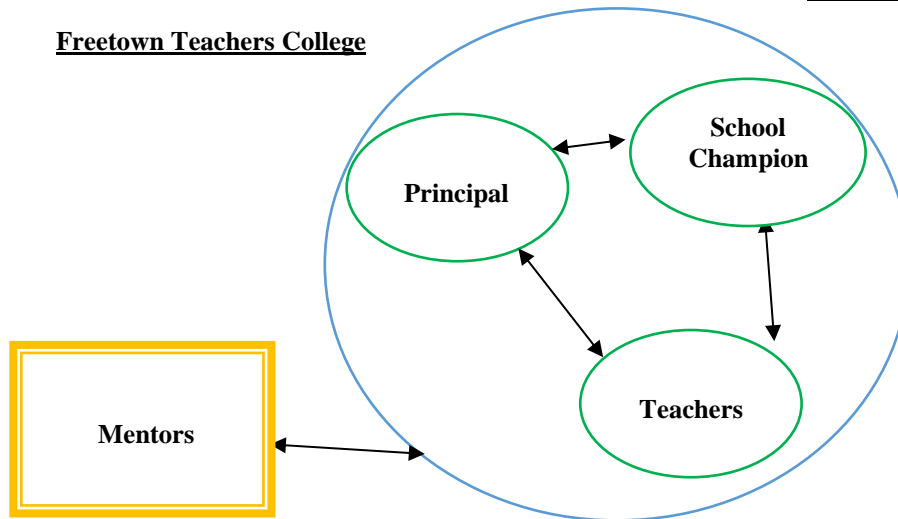 Freetown Teachers College
School
Champion
Principal
Teachers
Mentors